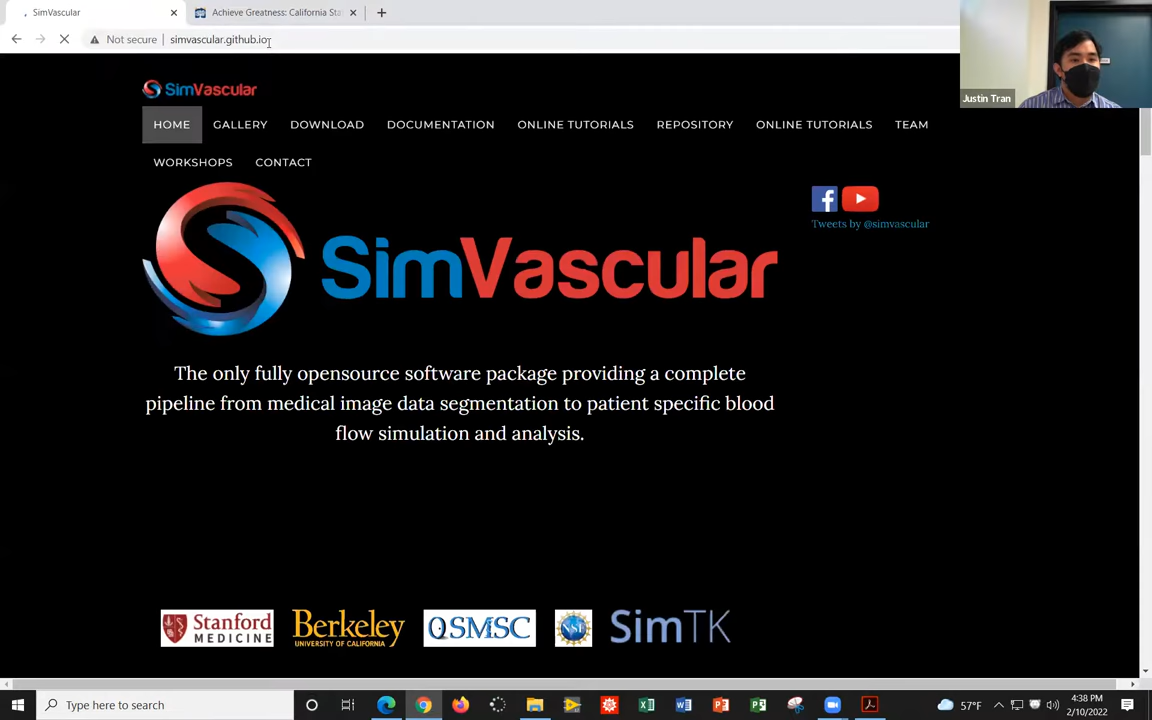 SimVascular
Achieve Greatness: California Sta
Not secure
simvascular.github.io
Justin Tran
SimVascular
HOME
GALLERY
DOWNLOAD
DOCUMENTATION
ONLINE TUTORIALS
REPOSITORY
ONLINE TUTORIALS
TEAM
WORKSHOPS
CONTACT
Tweets by @simvascular
SimVascular
The only fully opensource software package providing a complete
pipeline from medical image data segmentation to patient specific blood
flow simulation and analysis.
Stanford
MEDICINE
Berkeley
UNIVERSITY OF CALIFORNIA
OSMSC
NSF
SimTK
Type here to search
57°F
4:38 PM
2/10/2022